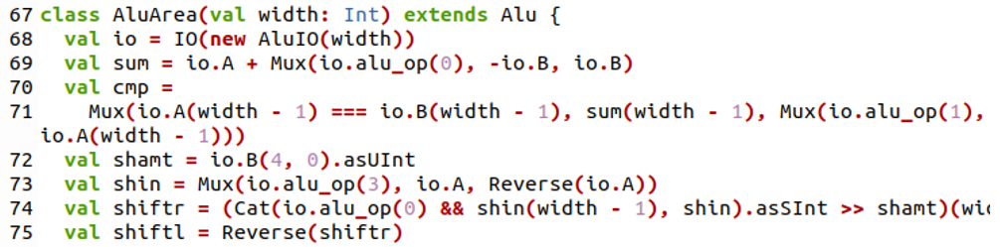 67 class AluArea(val width: Int) extends Alu {
68   val io = IO(new AluIO(width))
69   val sum = io.A + Mux(io.alu_op(0), -io.B, io.B)
70   val cmp =
71     Mux(io.A(width - 1) === io.B(width - 1), sum(width - 1), Mux(io.alu_op(1),
io.A(width - 1)))
72   val shamt = io.B(4, 0).asUInt
73   val shin = Mux(io.alu_op(3), io.A, Reverse(io.A))
74   val shiftr = (Cat(io.alu_op(0) && shin(width - 1), shin).asSInt >> shamt)(
75   val shiftl = Reverse(shiftr)